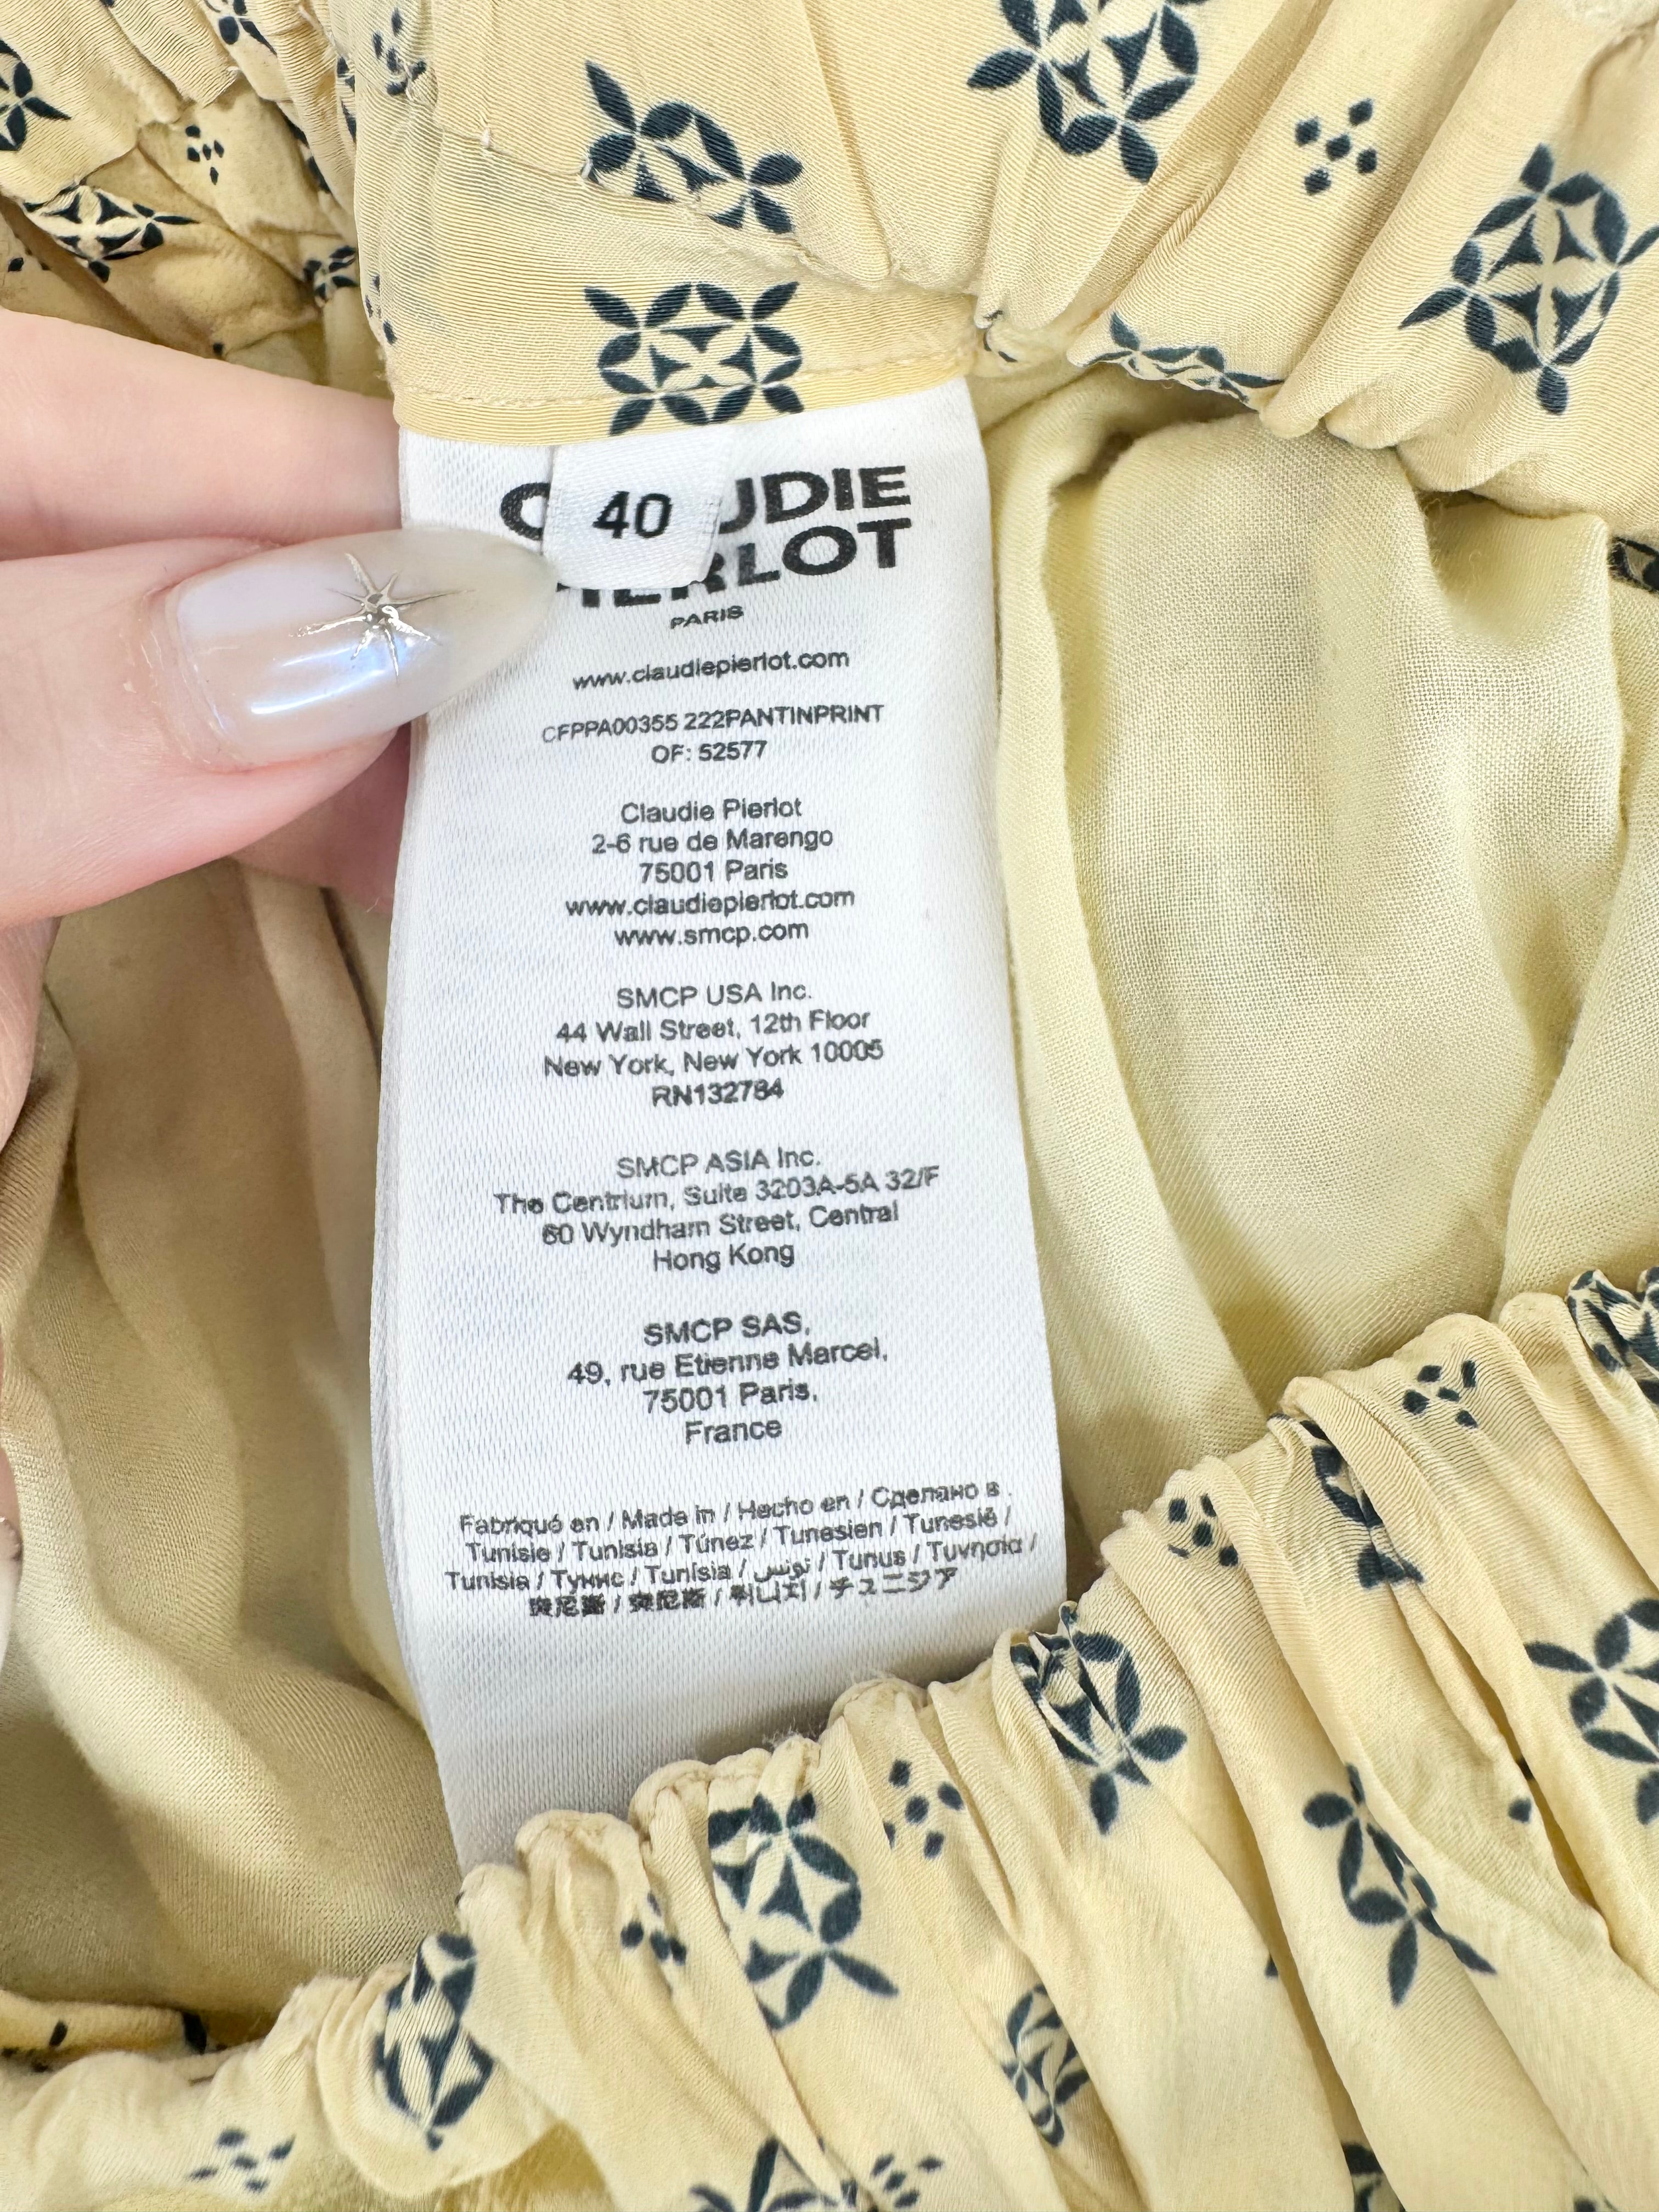 40
CLAUDIE
PIERLOT
PARIS
www.claudiepierlot.com
CFPPA00355 222PANTINPRINT
OF: 52577
Claudie Pierlot
2-6 rue de Marengo
75001 Paris
www.claudiepierlot.com
www.smcp.com
SMCP USA Inc.
44 Wall Street, 12th Floor
New York, New York 10005
RN132784
SMCP ASIA Inc.
The Centrium, Suite 3203A-5A 32/F
60 Wyndham Street, Central
Hong Kong
SMCP SAS,
49, rue Etienne Marcel,
75001 Paris,
France
Fabriqué en / Made in / Hecho en / Сделано в .
Tunisie / Tunisia / Túnez / Tunesien / Tunesië /
Tunisia / Тунис / Tunísia / تونس / Tunus / Τυνησία /
突尼斯 / 突尼斯 / 튀니지 / チュニジア